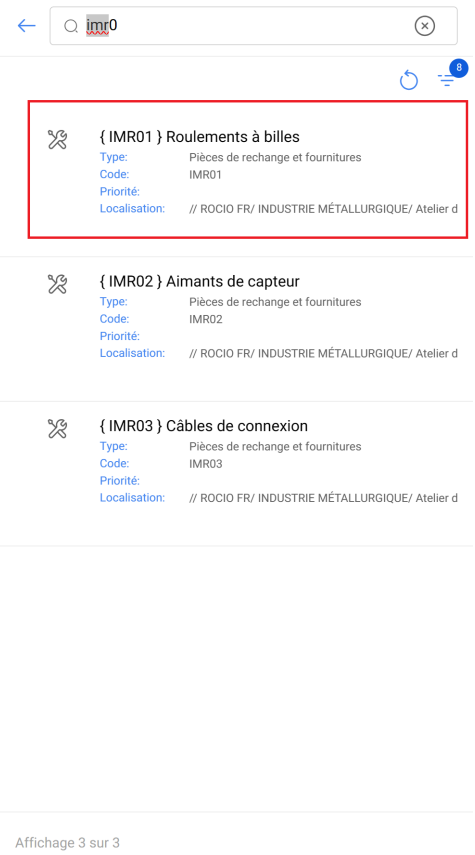 imr0
8
{ IMR01 } Roulements à billes
Type: Pièces de rechange et fournitures
Code: IMR01
Priorité:
Localisation: // ROCIO FR/ INDUSTRIE MÉTALLURGIQUE/ Atelier d
{ IMR02 } Aimants de capteur
Type: Pièces de rechange et fournitures
Code: IMR02
Priorité:
Localisation: // ROCIO FR/ INDUSTRIE MÉTALLURGIQUE/ Atelier d
{ IMR03 } Câbles de connexion
Type: Pièces de rechange et fournitures
Code: IMR03
Priorité:
Localisation: // ROCIO FR/ INDUSTRIE MÉTALLURGIQUE/ Atelier d
Affichage 3 sur 3